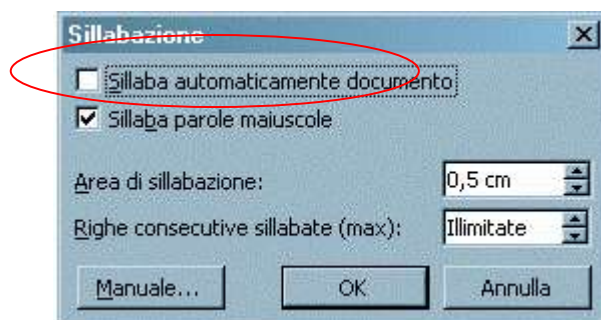 Sillabazione
Sillaba automaticamente documento
Sillaba parole maiuscole
Area di sillabazione: 0,5 cm
Righe consecutive sillabate (max): Illimitate
Manuale... OK Annulla